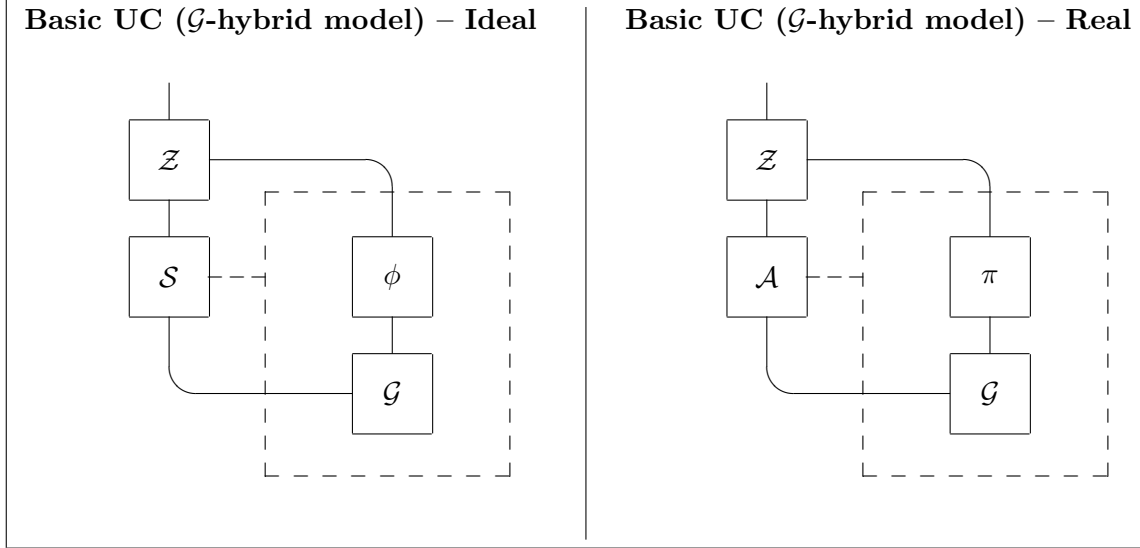 Basic UC (𝒢-hybrid model) – Ideal
𝒵
𝒮
ϕ
𝒢
Basic UC (𝒢-hybrid model) – Real
𝒵
𝒜
π
𝒢